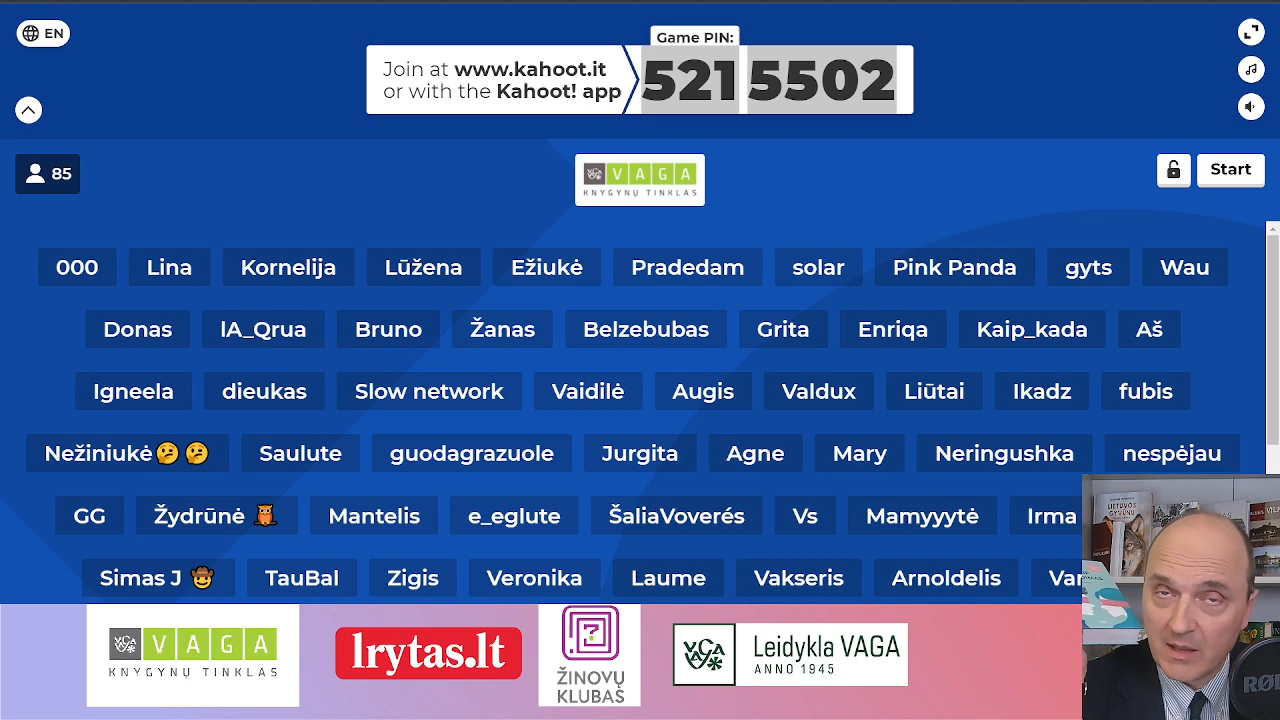 EN
Game PIN:
Join at www.kahoot.it
or with the Kahoot! app
521 5502
85
VAGA
KNYGYNŲ TINKLAS
Start
000 Lina Kornelija Lūžena Ežiukė Pradedam solar Pink Panda gyts Wau
Donas lA_Qrua Bruno Žanas Belzebubas Grita Enriqa Kaip_kada Aš
Igneela dieukas Slow network Vaidilė Augis Valdux Liūtai Ikadz fubis
Nežiniukė🤔🤔 Saulute guodagrazuole Jurgita Agne Mary Neringushka nespėjau
GG Žydrūnė 🦉 Mantelis e_eglute ŠaliaVoverés Vs Mamyyytė Irma
Simas J 🤠 TauBal Zigis Veronika Laume Vakseris Arnoldelis
VAGA
KNYGYNŲ TINKLAS
lrytas.lt
ŽINOVŲ
KLUBAS
Leidykla VAGA
ANNO 1945
LIETUVOS
GYVŪNŲ